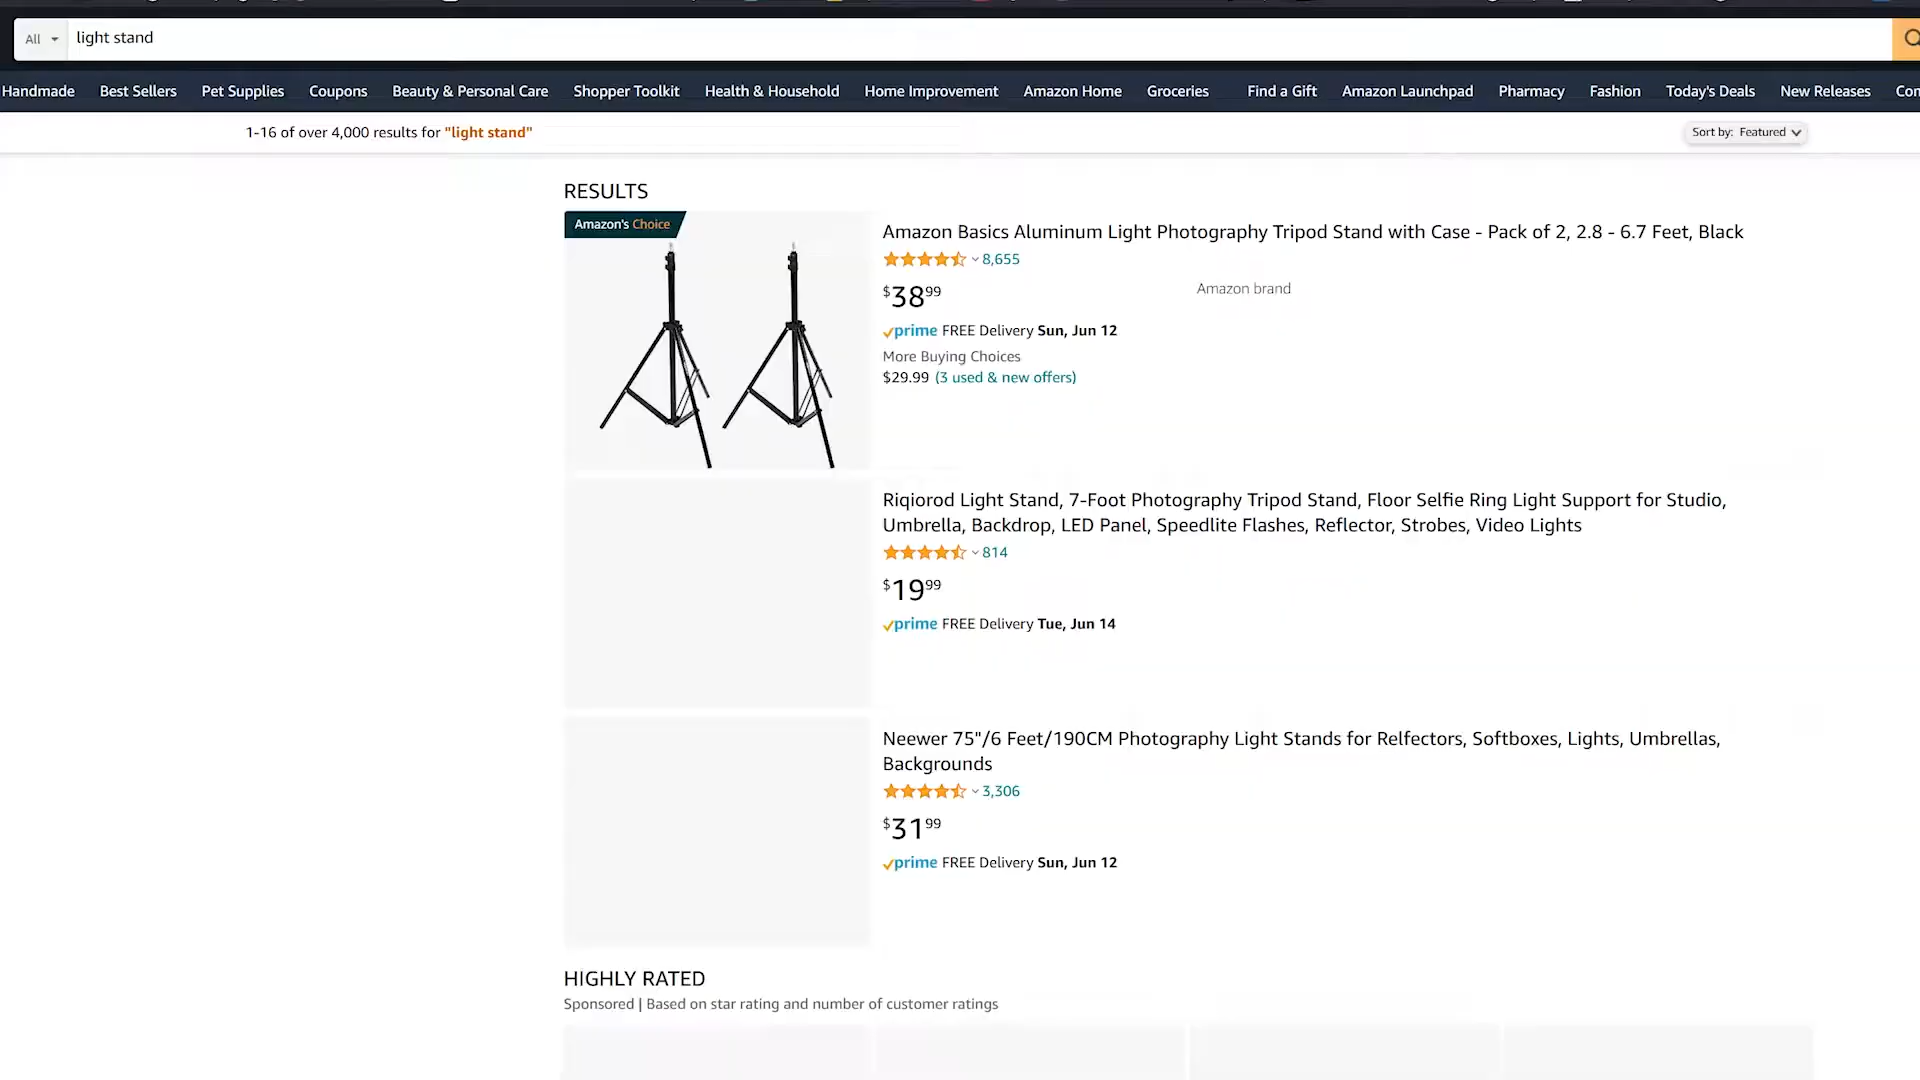 All
light stand
Handmade Best Sellers Pet Supplies Coupons Beauty & Personal Care Shopper Toolkit Health & Household Home Improvement Amazon Home Groceries Find a Gift Amazon Launchpad Pharmacy Fashion Today's Deals New Releases
1-16 of over 4,000 results for "light stand"
Sort by: Featured
RESULTS
Amazon's Choice
Amazon Basics Aluminum Light Photography Tripod Stand with Case - Pack of 2, 2.8 - 6.7 Feet, Black
8,655
$38 99
Amazon brand
prime FREE Delivery Sun, Jun 12
More Buying Choices
$29.99 (3 used & new offers)
Riqiorod Light Stand, 7-Foot Photography Tripod Stand, Floor Selfie Ring Light Support for Studio,
Umbrella, Backdrop, LED Panel, Speedlite Flashes, Reflector, Strobes, Video Lights
814
$19 99
prime FREE Delivery Tue, Jun 14
Neewer 75"/6 Feet/190CM Photography Light Stands for Relfectors, Softboxes, Lights, Umbrellas,
Backgrounds
3,306
$31 99
prime FREE Delivery Sun, Jun 12
HIGHLY RATED
Sponsored | Based on star rating and number of customer ratings